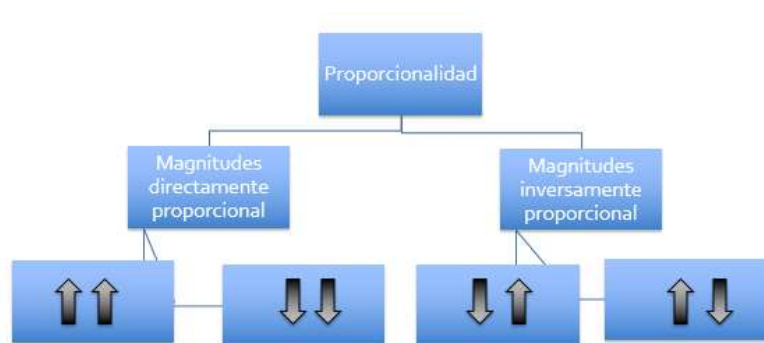 Proporcionalidad
Magnitudes
directamente
proporcional
Magnitudes
inversamente
proporcional